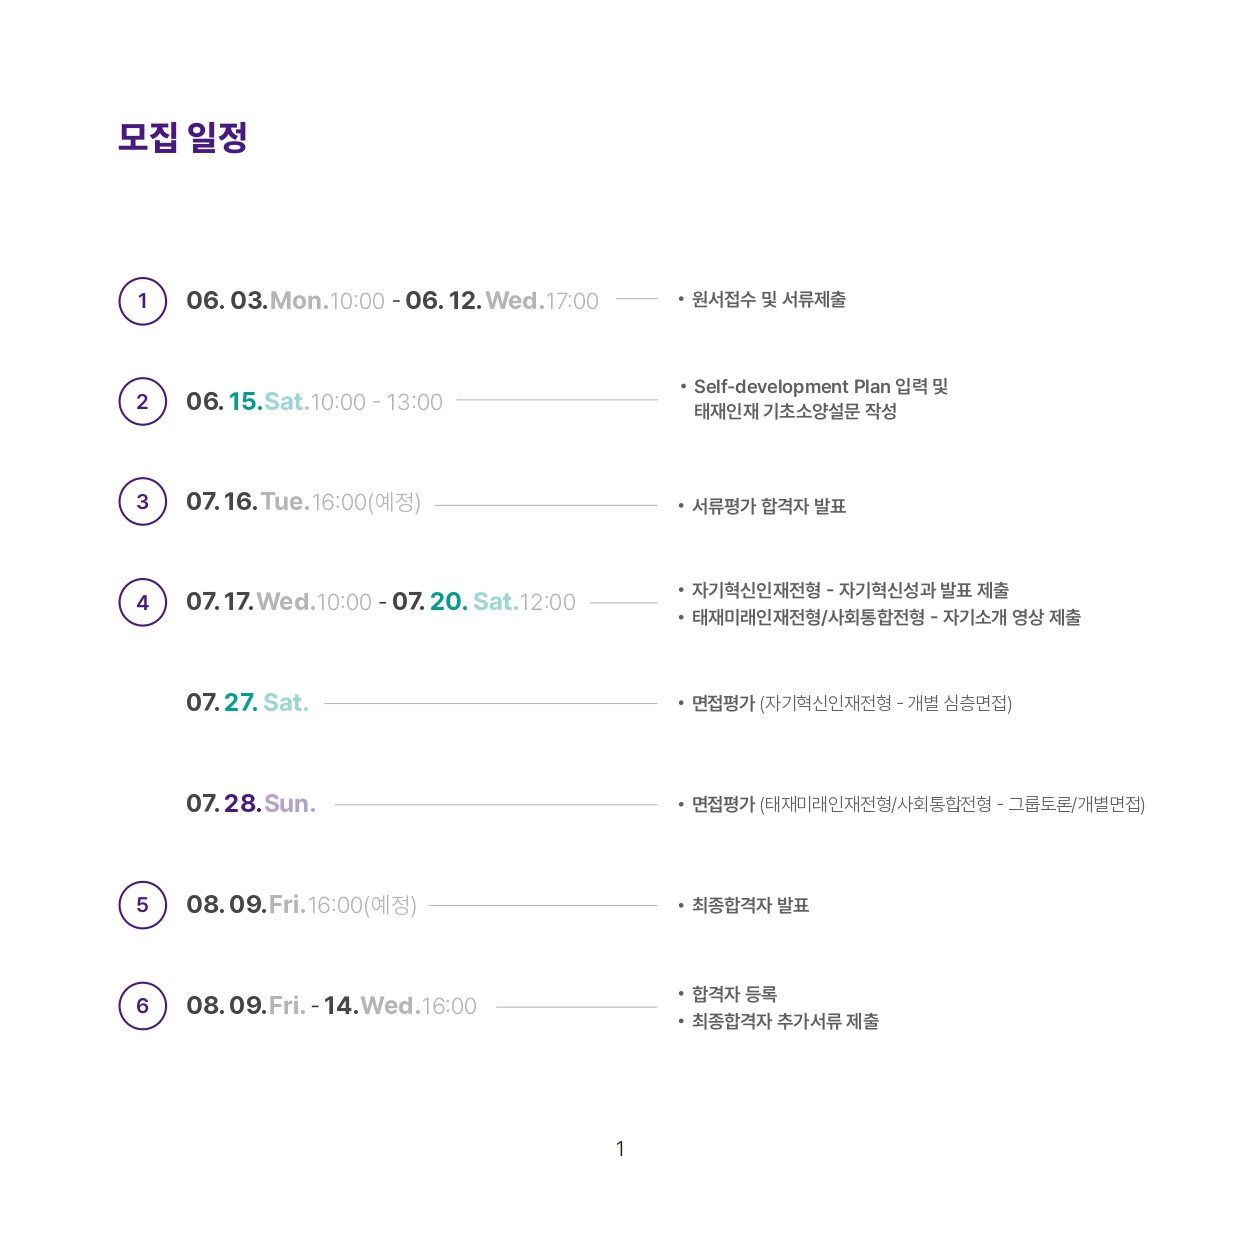 모집 일정
1 06. 03.Mon.10:00 - 06. 12.Wed.17:00 • 원서접수 및 서류제출
2 06. 15.Sat.10:00 - 13:00 • Self-development Plan 입력 및
태재인재 기초소양설문 작성
3 07. 16.Tue.16:00(예정) • 서류평가 합격자 발표
4 07. 17.Wed.10:00 - 07. 20. Sat.12:00 • 자기혁신인재전형 - 자기혁신성과 발표 제출
• 태재미래인재전형/사회통합전형 - 자기소개 영상 제출
07. 27. Sat. • 면접평가 (자기혁신인재전형 - 개별 심층면접)
07. 28.Sun. • 면접평가 (태재미래인재전형/사회통합전형 - 그룹토론/개별면접)
5 08. 09.Fri.16:00(예정) • 최종합격자 발표
6 08. 09.Fri. - 14.Wed.16:00 • 합격자 등록
• 최종합격자 추가서류 제출
1